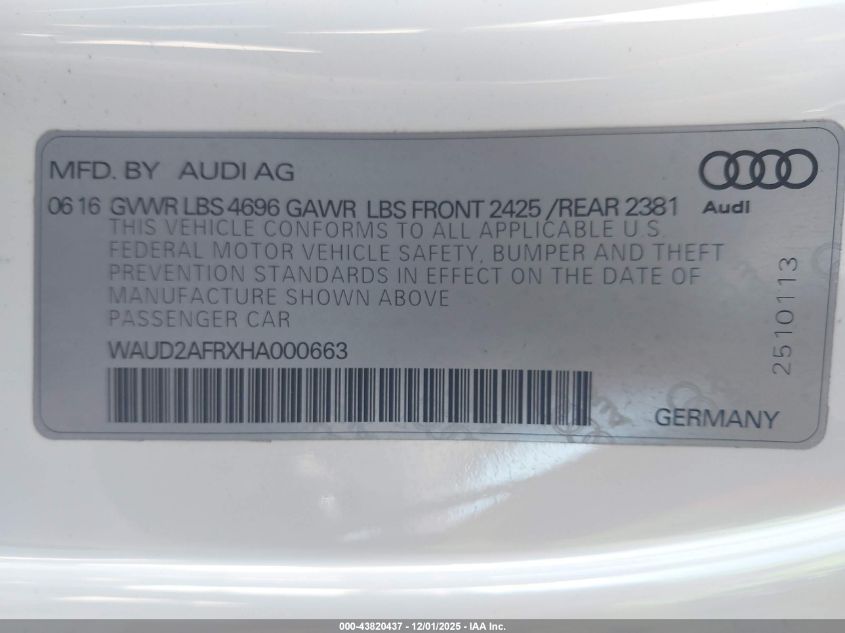 MFD. BY AUDI AG
06 16 GVWR LBS 4696 GAWR LBS FRONT 2425 /REAR 2381
Audi
THIS VEHICLE CONFORMS TO ALL APPLICABLE U.S.
FEDERAL MOTOR VEHICLE SAFETY, BUMPER AND THEFT
PREVENTION STANDARDS IN EFFECT ON THE DATE OF
MANUFACTURE SHOWN ABOVE
PASSENGER CAR
WAUD2AFRXHA000663
2510113
GERMANY
000-43820437 - 12/01/2025 - IAA Inc.